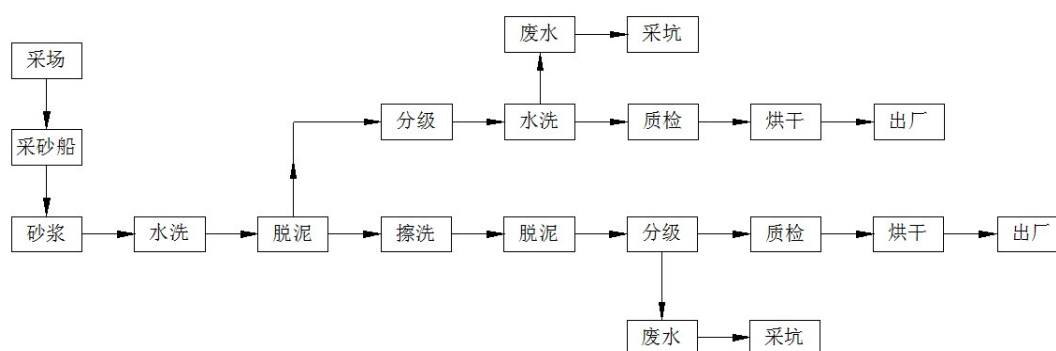 废水
采坑
采场
分级
水洗
质检
烘干
出厂
采砂船
砂浆
水洗
脱泥
擦洗
脱泥
分级
质检
烘干
出厂
废水
采坑